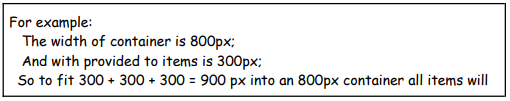 For example:
The width of container is 800px;
And with provided to items is 300px;
So to fit 300 + 300 + 300 = 900 px into an 800px container all items will